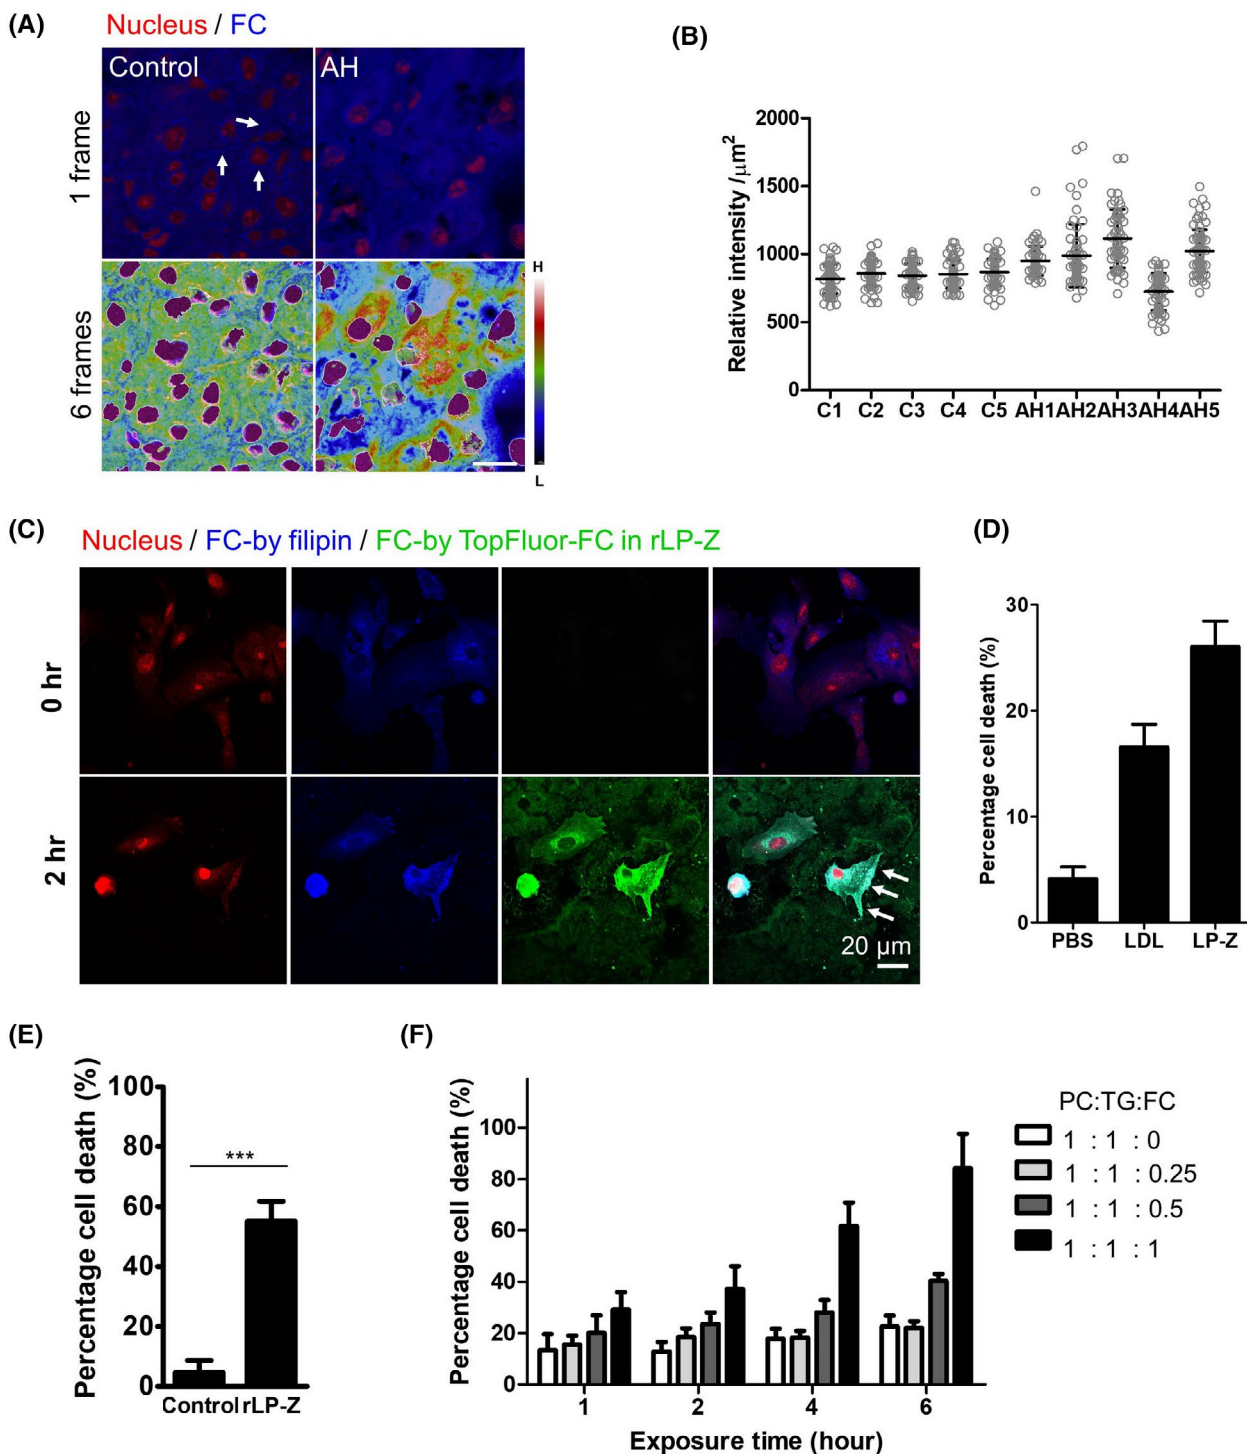 (A)
Nucleus / FC
Control
AH
1 frame
6 frames
H
L
(B)
Relative intensity /μm²
2000
1500
1000
500
0
C1 C2 C3 C4 C5 AH1 AH2 AH3 AH4 AH5
(C)
Nucleus / FC-by filipin / FC-by TopFluor-FC in rLP-Z
0 hr
2 hr
20 μm
(D)
Percentage cell death (%)
30
20
10
0
PBS LDL LP-Z
(E)
Percentage cell death (%)
100
80
60
40
20
0
***
Control rLP-Z
(F)
Percentage cell death (%)
100
80
60
40
20
0
1 2 4 6
Exposure time (hour)
PC:TG:FC
1 : 1 : 0
1 : 1 : 0.25
1 : 1 : 0.5
1 : 1 : 1